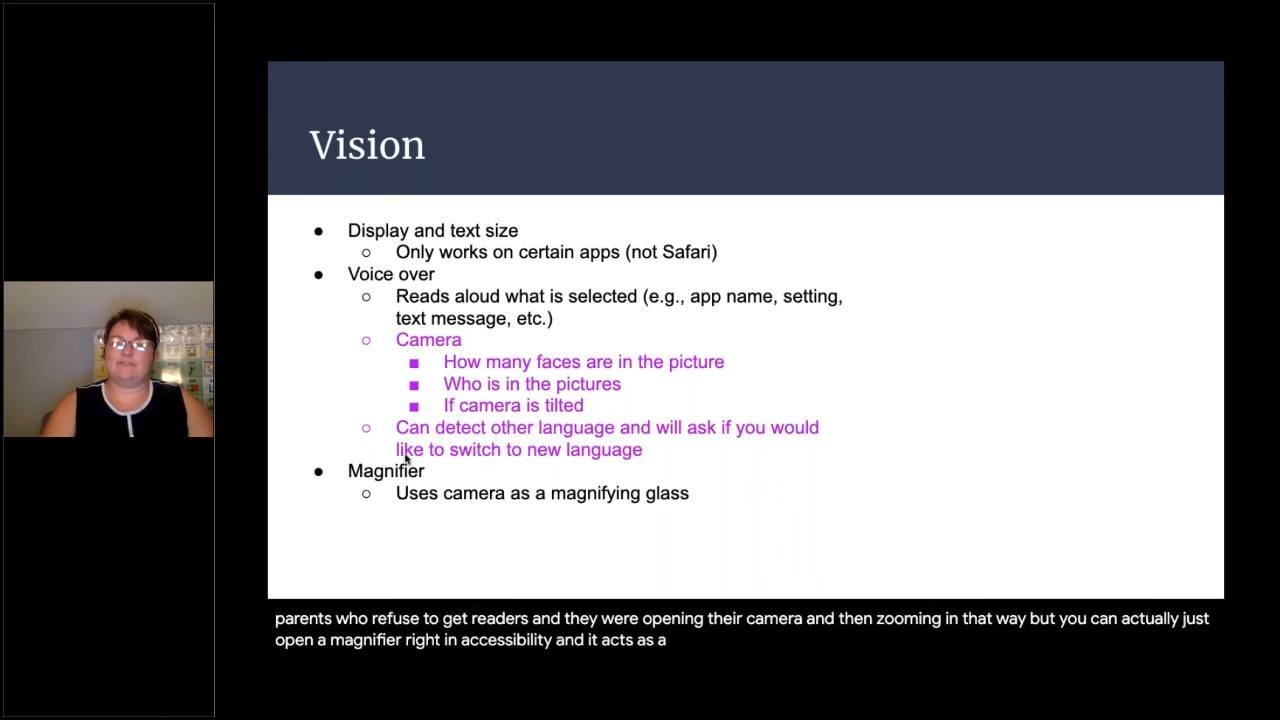 Vision
● Display and text size
○ Only works on certain apps (not Safari)
● Voice over
○ Reads aloud what is selected (e.g., app name, setting,
text message, etc.)
○ Camera
■ How many faces are in the picture
■ Who is in the pictures
■ If camera is tilted
○ Can detect other language and will ask if you would
like to switch to new language
● Magnifier
○ Uses camera as a magnifying glass
parents who refuse to get readers and they were opening their camera and then zooming in that way but you can actually just
open a magnifier right in accessibility and it acts as a